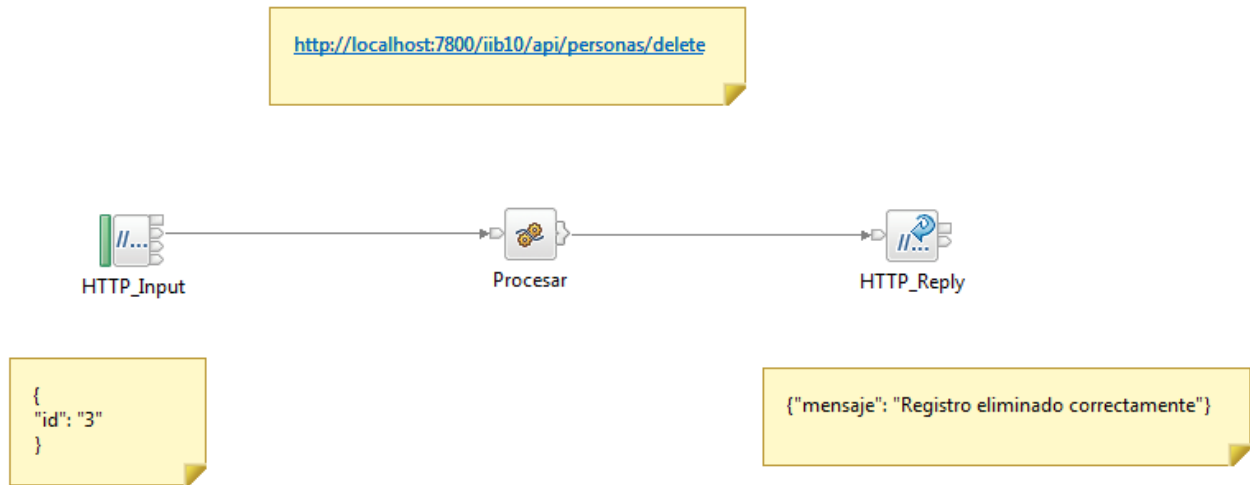 http://localhost:7800/iib10/api/personas/delete
//...
//...
HTTP_Input
Procesar
HTTP_Reply
{
"id": "3"
}
{"mensaje": "Registro eliminado correctamente"}